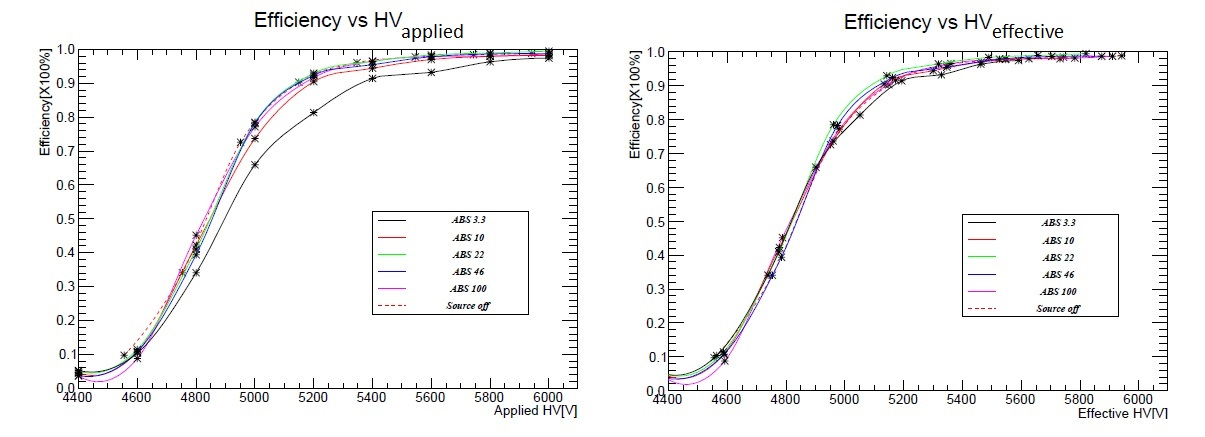 Efficiency vs HVapplied
Efficiency[X100%]
1.0
0.9
0.8
0.7
0.6
0.5
0.4
0.3
0.2
0.1
0.0
4400 4600 4800 5000 5200 5400 5600 5800 6000
Applied HV[V]
ABS 3.3
ABS 10
ABS 22
ABS 46
ABS 100
Source off
Efficiency vs HVeffective
Efficiency[X100%]
1.0
0.9
0.8
0.7
0.6
0.5
0.4
0.3
0.2
0.1
0.0
4400 4600 4800 5000 5200 5400 5600 5800 6000
Effective HV[V]
ABS 3.3
ABS 10
ABS 22
ABS 46
ABS 100
Source off